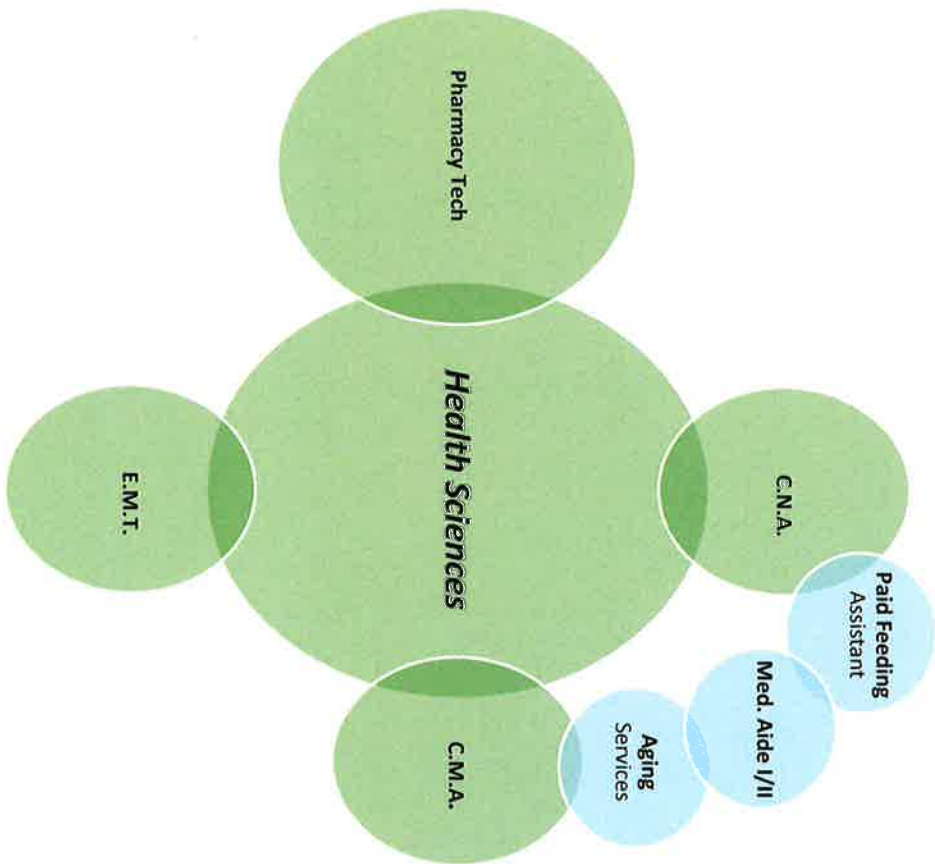 C.N.A.
Paid Feeding
Assistant
Med. Aide I/II
Aging
Services
Pharmacy Tech
Health Sciences
C.M.A.
E.M.T.